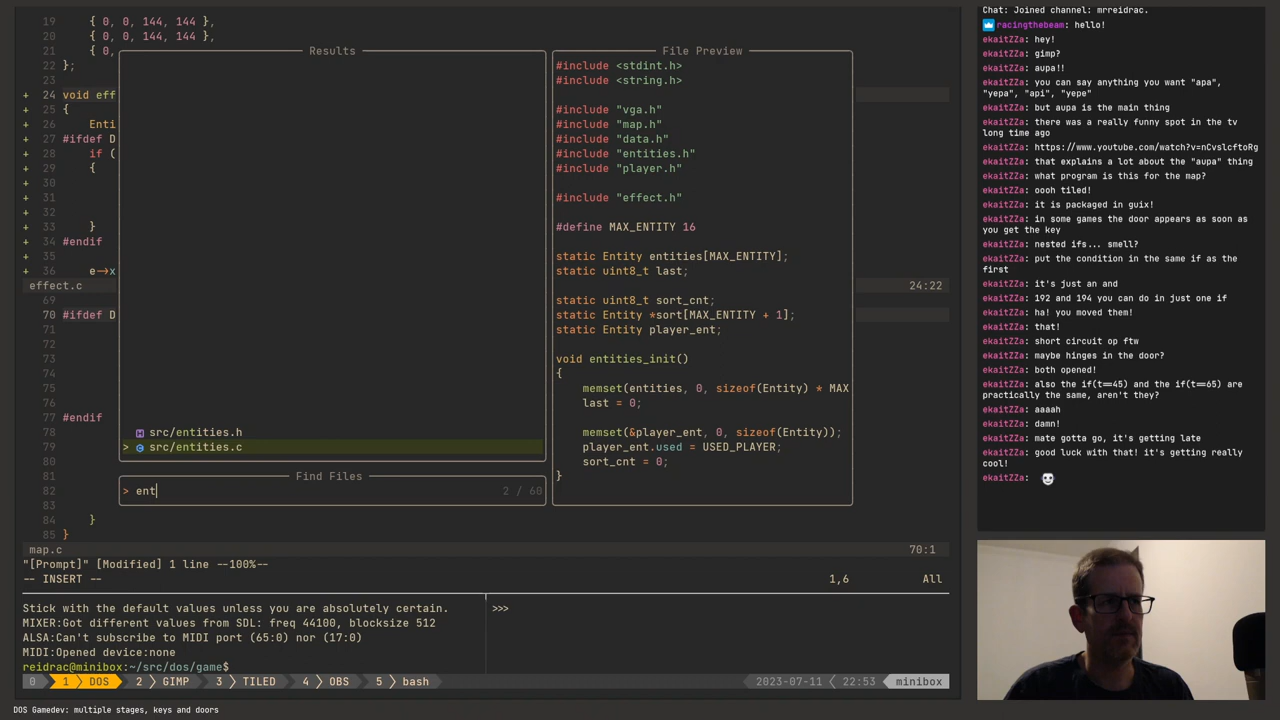 19 { 0, 0, 144, 144 },
20 { 0, 0, 144, 144 },
21 { 0,
22 };
23
+ 24 void eff
+ 25 {
+ 26 Enti
+ 27 #ifdef D
+ 28 if (
+ 29 {
+ 30
+ 31
+ 32
+ 33 }
+ 34 #endif
+ 35
+ 36 e→x
effect.c 24:22
69
70 #ifdef D
71
72
73
74
75
76
77 #endif
78
79
80
81
82
83
84 }
85 }
map.c 70:1
"[Prompt]" [Modified] 1 line --100%--
-- INSERT -- 1,6 All
Results
src/entities.h
> src/entities.c
Find Files
> ent 2 / 60
File Preview
#include <stdint.h>
#include <string.h>
#include "vga.h"
#include "map.h"
#include "data.h"
#include "entities.h"
#include "player.h"
#include "effect.h"
#define MAX_ENTITY 16
static Entity entities[MAX_ENTITY];
static uint8_t last;
static uint8_t sort_cnt;
static Entity *sort[MAX_ENTITY + 1];
static Entity player_ent;
void entities_init()
{
memset(entities, 0, sizeof(Entity) * MAX
last = 0;
memset(&player_ent, 0, sizeof(Entity));
player_ent.used = USED_PLAYER;
sort_cnt = 0;
}
Stick with the default values unless you are absolutely certain.
MIXER:Got different values from SDL: freq 44100, blocksize 512
ALSA:Can't subscribe to MIDI port (65:0) nor (17:0)
MIDI:Opened device:none
reidrac@minibox:~/src/dos/game$
>>>
0 1 > DOS 2 > GIMP 3 > TILED 4 > OBS 5 > bash 2023-07-11 < 22:53 minibox
DOS Gamedev: multiple stages, keys and doors
Chat: Joined channel: mrreidrac.
racingthebeam: hello!
ekaitZZa: hey!
ekaitZZa: gimp?
ekaitZZa: aupa!!
ekaitZZa: you can say anything you want "apa",
"yepa", "api", "yepe"
ekaitZZa: but aupa is the main thing
ekaitZZa: there was a really funny spot in the tv
long time ago
ekaitZZa: https://www.youtube.com/watch?v=nCvslcftoRg
ekaitZZa: that explains a lot about the "aupa" thing
ekaitZZa: what program is this for the map?
ekaitZZa: oooh tiled!
ekaitZZa: it is packaged in guix!
ekaitZZa: in some games the door appears as soon as
you get the key
ekaitZZa: nested ifs... smell?
ekaitZZa: put the condition in the same if as the
first
ekaitZZa: it's just an and
ekaitZZa: 192 and 194 you can do in just one if
ekaitZZa: ha! you moved them!
ekaitZZa: that!
ekaitZZa: short circuit op ftw
ekaitZZa: maybe hinges in the door?
ekaitZZa: both opened!
ekaitZZa: also the if(t==45) and the if(t==65) are
practically the same, aren't they?
ekaitZZa: aaaah
ekaitZZa: damn!
ekaitZZa: mate gotta go, it's getting late
ekaitZZa: good luck with that! it's getting really
cool!
ekaitZZa: